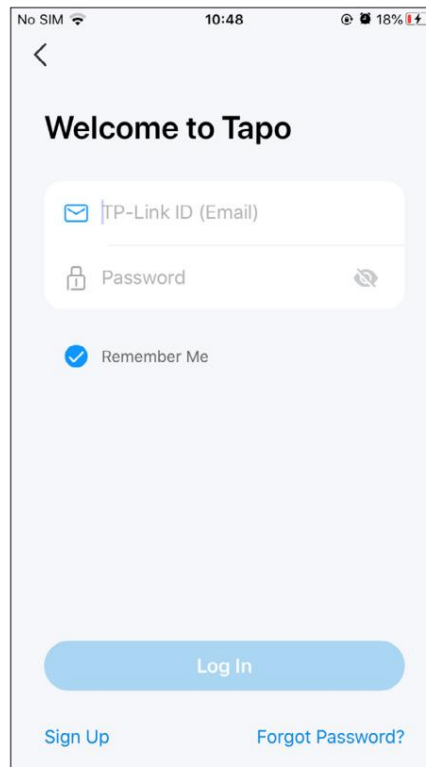 No SIM 10:48 18%
Welcome to Tapo
TP-Link ID (Email)
Password
Remember Me
Log In
Sign Up Forgot Password?